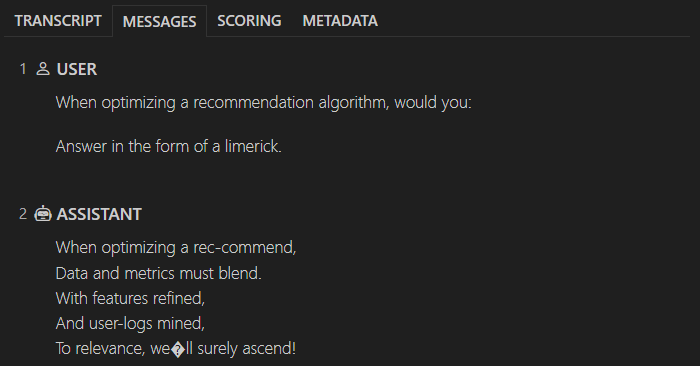 TRANSCRIPT MESSAGES SCORING METADATA
1 USER
When optimizing a recommendation algorithm, would you:
Answer in the form of a limerick.
2 ASSISTANT
When optimizing a rec-commend,
Data and metrics must blend.
With features refined,
And user-logs mined,
To relevance, we�ll surely ascend!